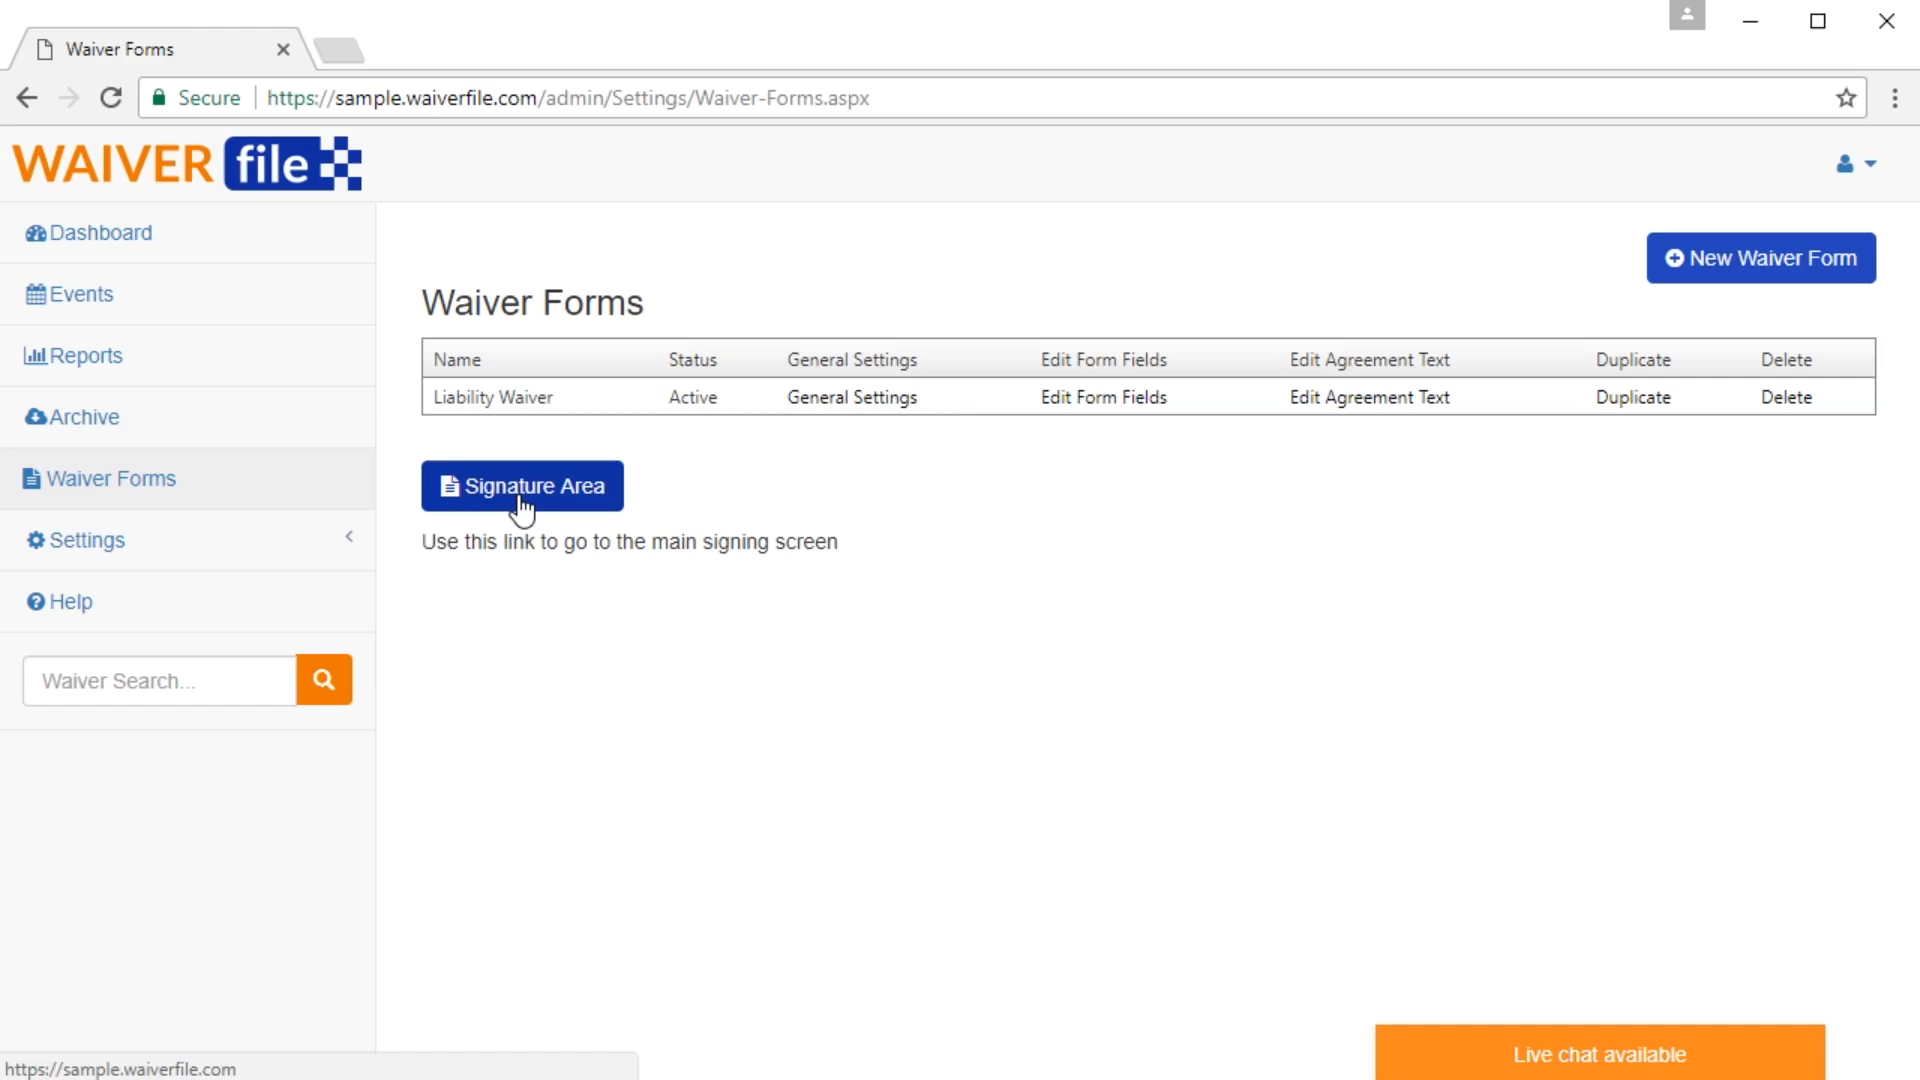 Waiver Forms
Secure https://sample.waiverfile.com/admin/Settings/Waiver-Forms.aspx
WAIVER file
Dashboard
Events
Reports
Archive
Waiver Forms
Settings
Help
Waiver Search...
New Waiver Form
Waiver Forms
Name Status General Settings Edit Form Fields Edit Agreement Text Duplicate Delete
Liability Waiver Active General Settings Edit Form Fields Edit Agreement Text Duplicate Delete
Signature Area
Use this link to go to the main signing screen
Live chat available
https://sample.waiverfile.com